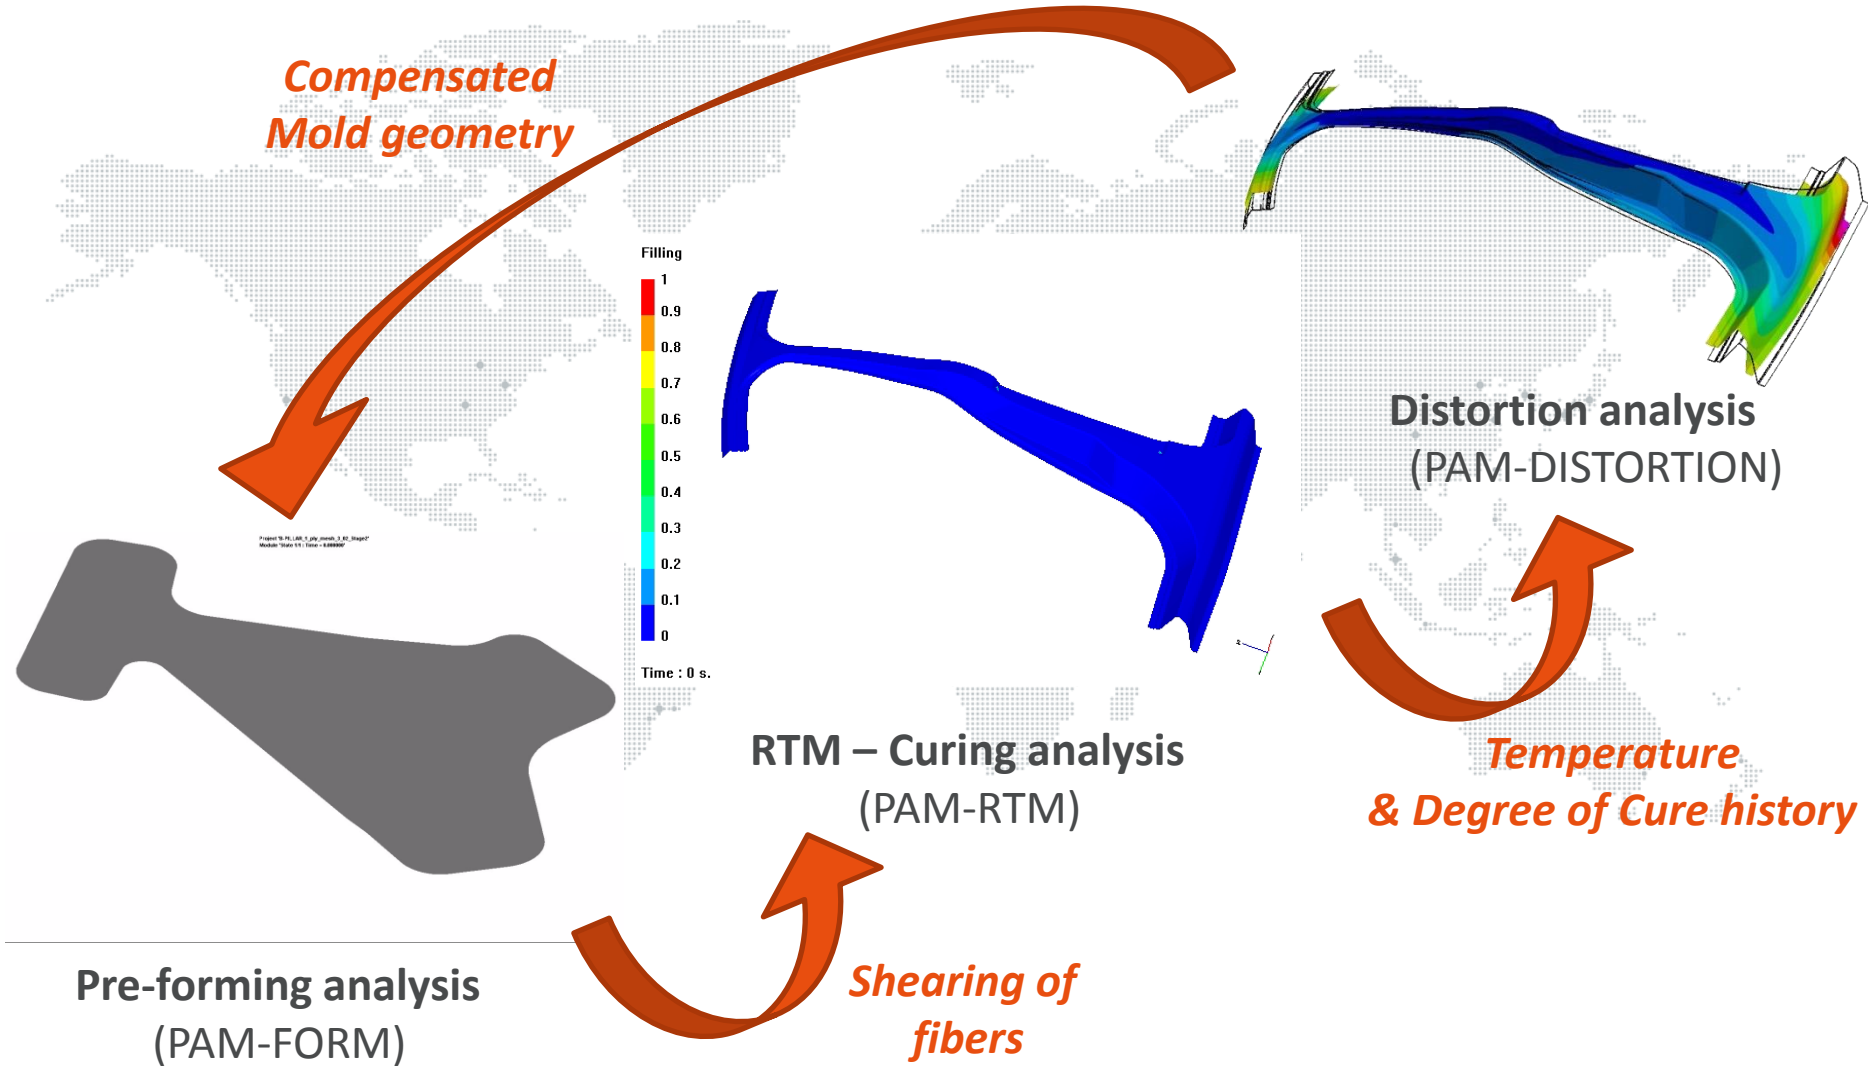 Compensated
Mold geometry
Filling
1
0.9
0.8
0.7
0.6
0.5
0.4
0.3
0.2
0.1
0
Time : 0 s.
Distortion analysis
(PAM-DISTORTION)
RTM – Curing analysis
(PAM-RTM)
Temperature
& Degree of Cure history
Pre-forming analysis
(PAM-FORM)
Shearing of
fibers